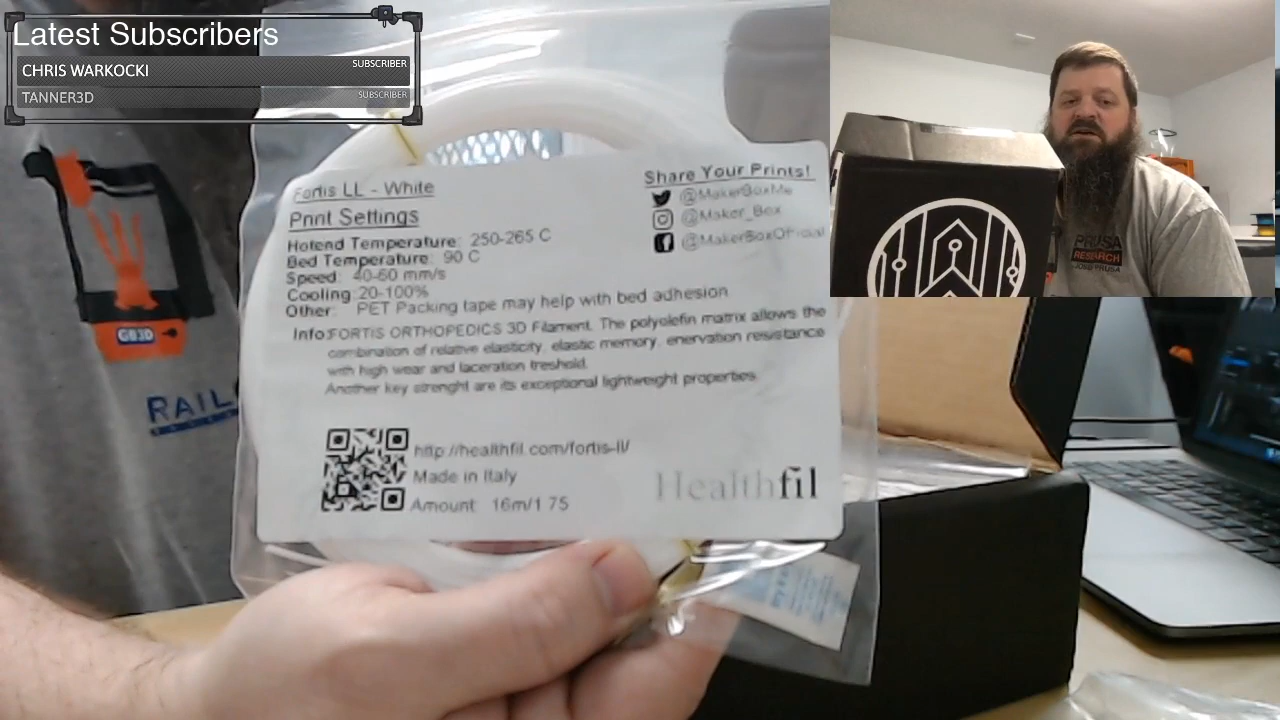 Latest Subscribers
CHRIS WARKOCKI SUBSCRIBER
TANNER3D SUBSCRIBER
Fortis LL - White
Print Settings
Hotend Temperature: 250-265 C
Bed Temperature: 90 C
Speed: 40-60 mm/s
Cooling: 20-100%
Other: PET Packing tape may help with bed adhesion
Info: FORTIS ORTHOPEDICS 3D Filament. The polyolefin matrix allows the
combination of relative elasticity, elastic memory, enervation resistance
with high wear and laceration treshold.
Another key strenght are its exceptional lightweight properties.
Share Your Prints!
@MakerBoxMe
@Maker_Box
@MakerBoxOfficial
http://healthfil.com/fortis-ll/
Made in Italy
Amount: 16m/1.75
Healthfil
GB3D
RAIL
PRUSA
RESEARCH